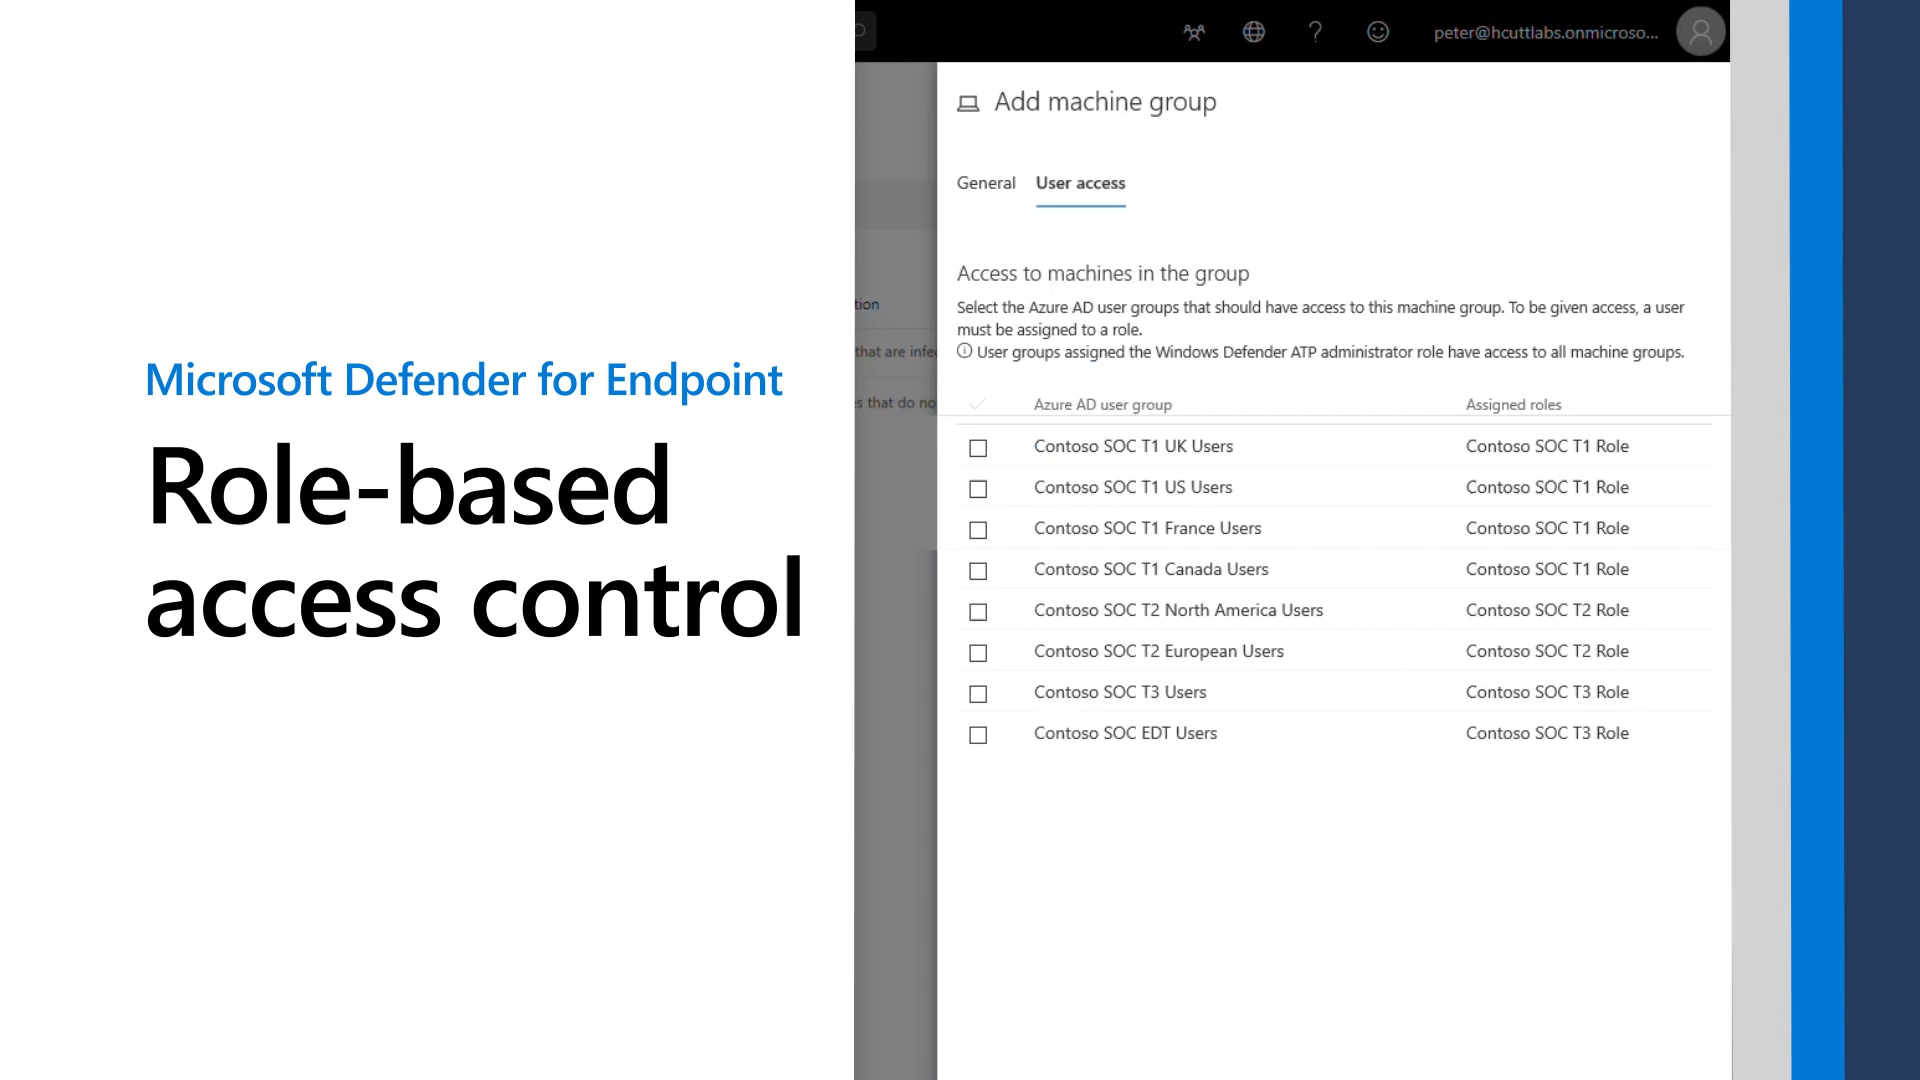 Microsoft Defender for Endpoint
Role-based
access control
peter@hcuttlabs.onmicroso...
Add machine group
General User access
Access to machines in the group
Select the Azure AD user groups that should have access to this machine group. To be given access, a user
must be assigned to a role.
User groups assigned the Windows Defender ATP administrator role have access to all machine groups.
tion
that are infe
s that do no
Azure AD user group Assigned roles
Contoso SOC T1 UK Users Contoso SOC T1 Role
Contoso SOC T1 US Users Contoso SOC T1 Role
Contoso SOC T1 France Users Contoso SOC T1 Role
Contoso SOC T1 Canada Users Contoso SOC T1 Role
Contoso SOC T2 North America Users Contoso SOC T2 Role
Contoso SOC T2 European Users Contoso SOC T2 Role
Contoso SOC T3 Users Contoso SOC T3 Role
Contoso SOC EDT Users Contoso SOC T3 Role